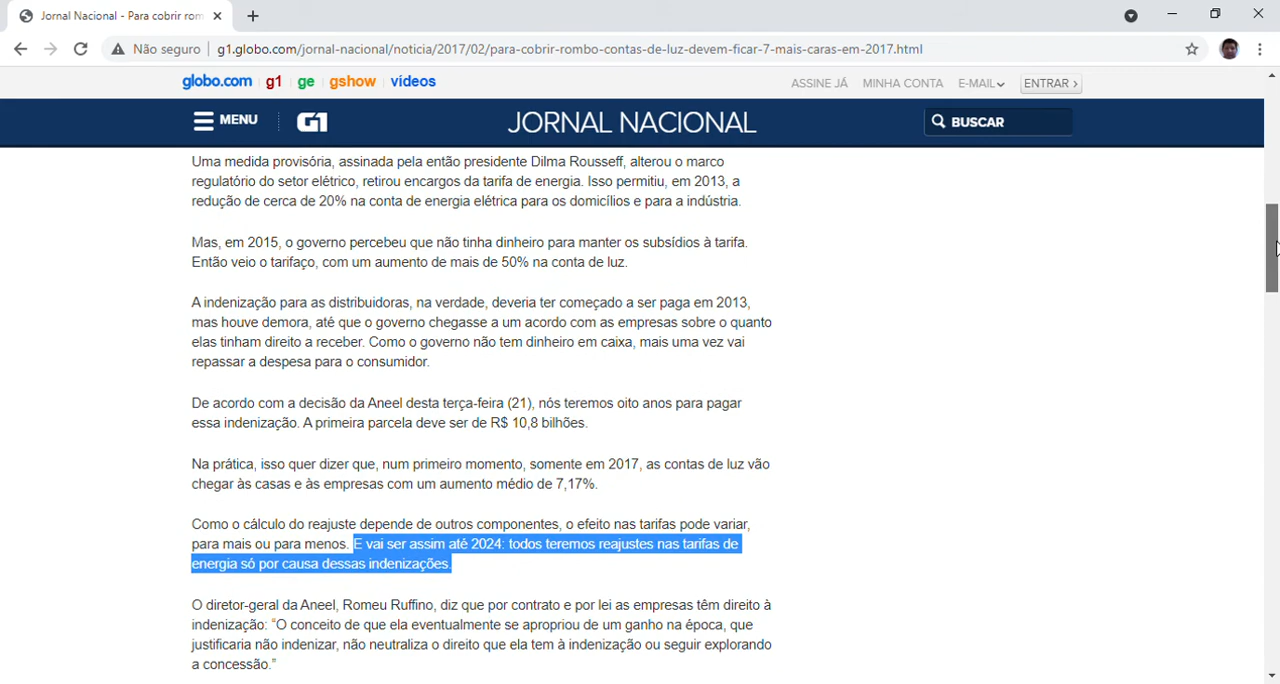 Jornal Nacional - Para cobrir rom
Não seguro
g1.globo.com/jornal-nacional/noticia/2017/02/para-cobrir-rombo-contas-de-luz-devem-ficar-7-mais-caras-em-2017.html
globo.com g1 ge gshow vídeos
ASSINE JÁ MINHA CONTA E-MAIL ENTRAR ›
MENU G1 JORNAL NACIONAL BUSCAR
Uma medida provisória, assinada pela então presidente Dilma Rousseff, alterou o marco
regulatório do setor elétrico, retirou encargos da tarifa de energia. Isso permitiu, em 2013, a
redução de cerca de 20% na conta de energia elétrica para os domicílios e para a indústria.
Mas, em 2015, o governo percebeu que não tinha dinheiro para manter os subsídios à tarifa.
Então veio o tarifaço, com um aumento de mais de 50% na conta de luz.
A indenização para as distribuidoras, na verdade, deveria ter começado a ser paga em 2013,
mas houve demora, até que o governo chegasse a um acordo com as empresas sobre o quanto
elas tinham direito a receber. Como o governo não tem dinheiro em caixa, mais uma vez vai
repassar a despesa para o consumidor.
De acordo com a decisão da Aneel desta terça-feira (21), nós teremos oito anos para pagar
essa indenização. A primeira parcela deve ser de R$ 10,8 bilhões.
Na prática, isso quer dizer que, num primeiro momento, somente em 2017, as contas de luz vão
chegar às casas e às empresas com um aumento médio de 7,17%.
Como o cálculo do reajuste depende de outros componentes, o efeito nas tarifas pode variar,
para mais ou para menos. E vai ser assim até 2024: todos teremos reajustes nas tarifas de
energia só por causa dessas indenizações.
O diretor-geral da Aneel, Romeu Ruffino, diz que por contrato e por lei as empresas têm direito à
indenização: “O conceito de que ela eventualmente se apropriou de um ganho na época, que
justificaria não indenizar, não neutraliza o direito que ela tem à indenização ou seguir explorando
a concessão.”